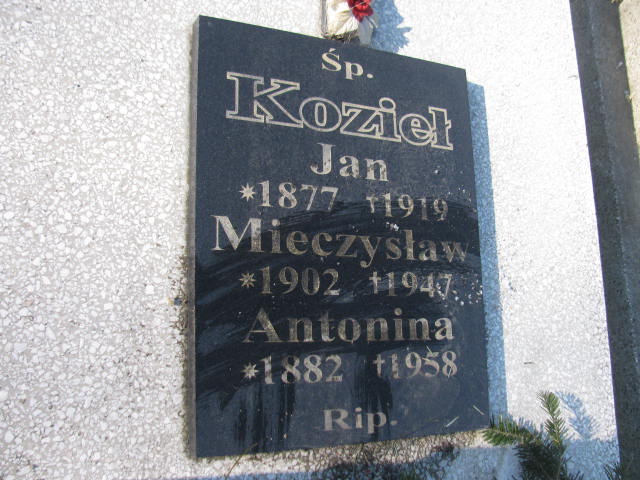 Śp.
Kozieł
Jan
*1877 †1919
Mieczysław
*1902 †1947
Antonina
*1882 †1958
Rip.